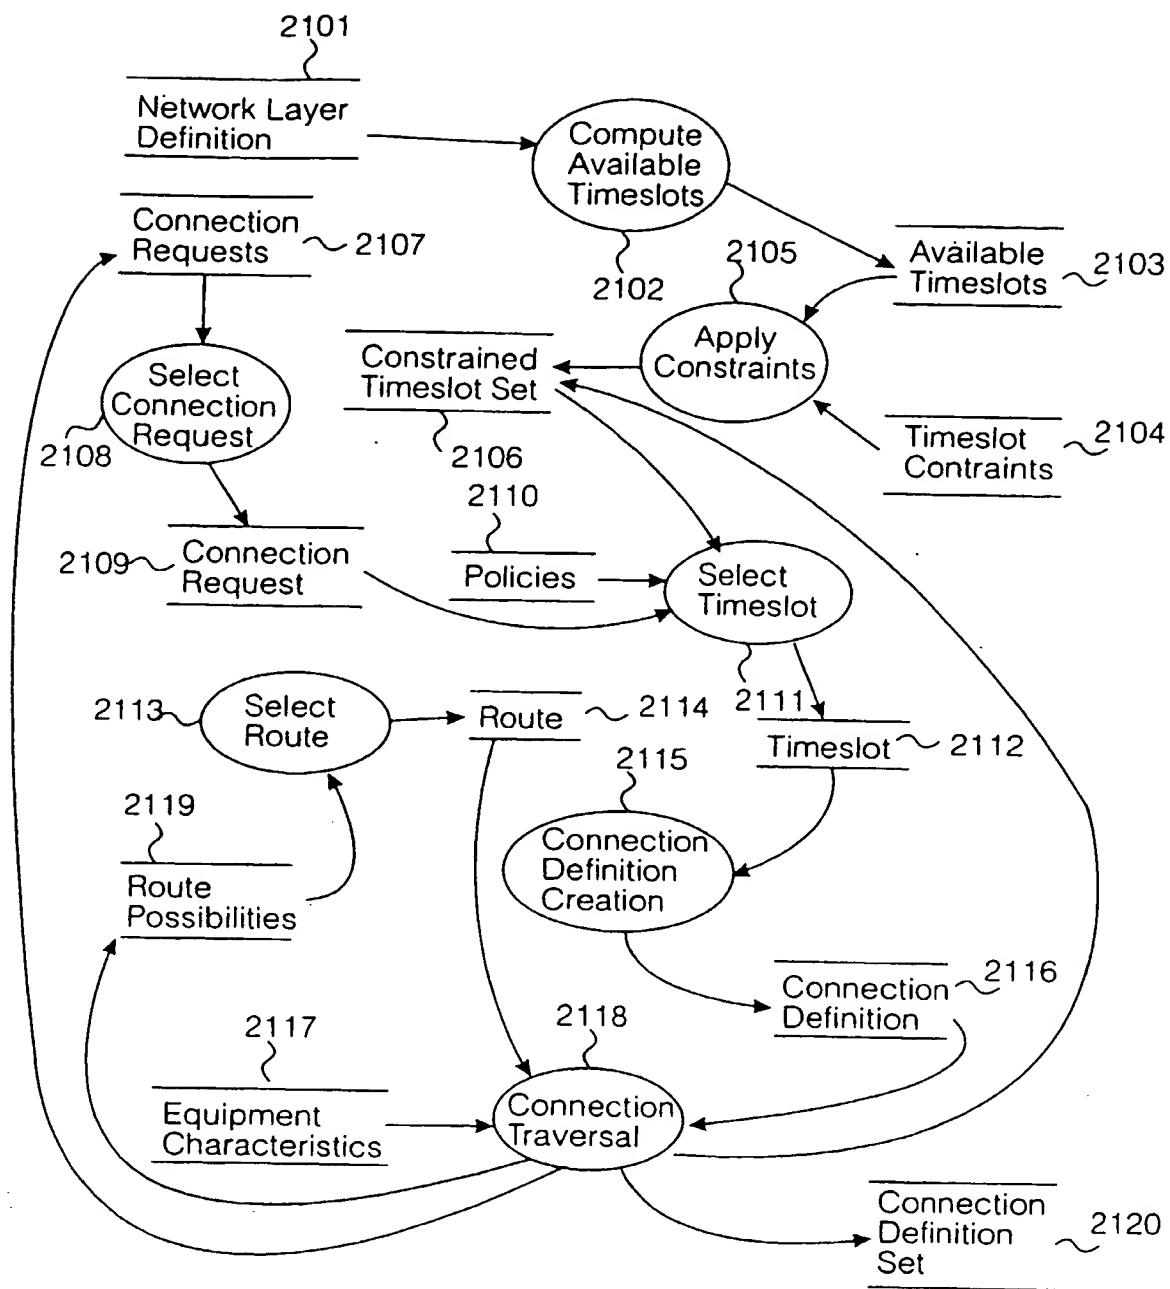 2101
Network Layer
Definition
Compute
Available
Timeslots
2102
Connection
Requests
2107
2105
Available
Timeslots
2103
Apply
Constraints
Constrained
Timeslot Set
2106
Select
Connection
Request
2108
Timeslot
Contraints
2104
2110
2109
Connection
Request
Policies
Select
Timeslot
2111
2113
Select
Route
Route
2114
Timeslot
2112
2115
2119
Connection
Definition
Creation
Route
Possibilities
Connection
Definition
2116
2117
2118
Equipment
Characteristics
Connection
Traversal
Connection
Definition
Set
2120